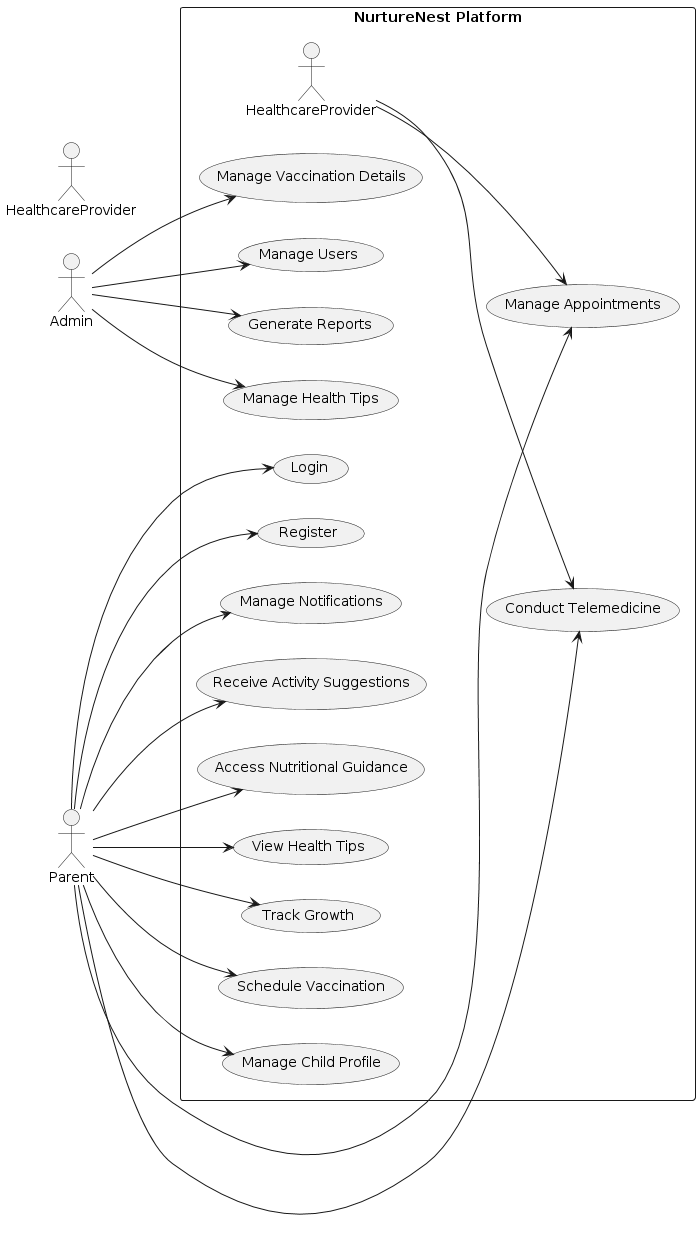 NurtureNest Platform
HealthcareProvider
HealthcareProvider
Manage Vaccination Details
Manage Users
Manage Appointments
Admin
Generate Reports
Manage Health Tips
Login
Register
Manage Notifications
Conduct Telemedicine
Receive Activity Suggestions
Access Nutritional Guidance
View Health Tips
Parent
Track Growth
Schedule Vaccination
Manage Child Profile